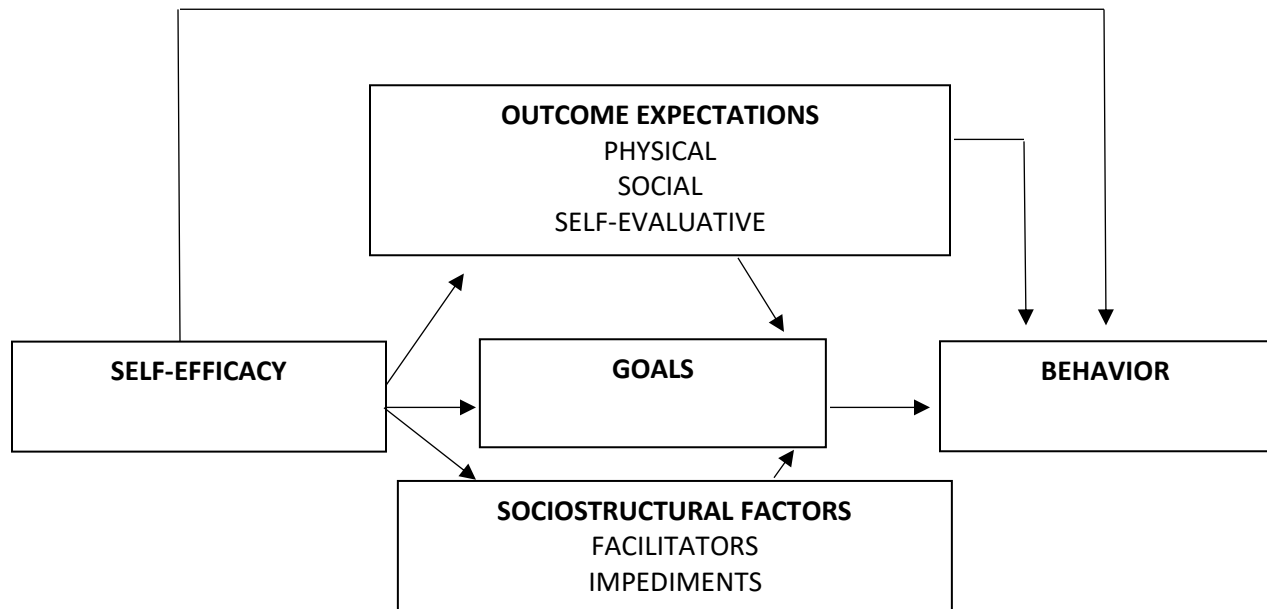 OUTCOME EXPECTATIONS
PHYSICAL
SOCIAL
SELF-EVALUATIVE
SELF-EFFICACY
GOALS
BEHAVIOR
SOCIOSTRUCTURAL FACTORS
FACILITATORS
IMPEDIMENTS